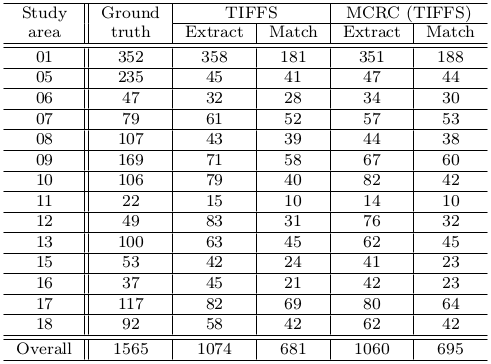 Study Ground TIFFS MCRC (TIFFS)
area truth Extract Match Extract Match
01 352 358 181 351 188
05 235 45 41 47 44
06 47 32 28 34 30
07 79 61 52 57 53
08 107 43 39 44 38
09 169 71 58 67 60
10 106 79 40 82 42
11 22 15 10 14 10
12 49 83 31 76 32
13 100 63 45 62 45
15 53 42 24 41 23
16 37 45 21 42 23
17 117 82 69 80 64
18 92 58 42 62 42
Overall 1565 1074 681 1060 695